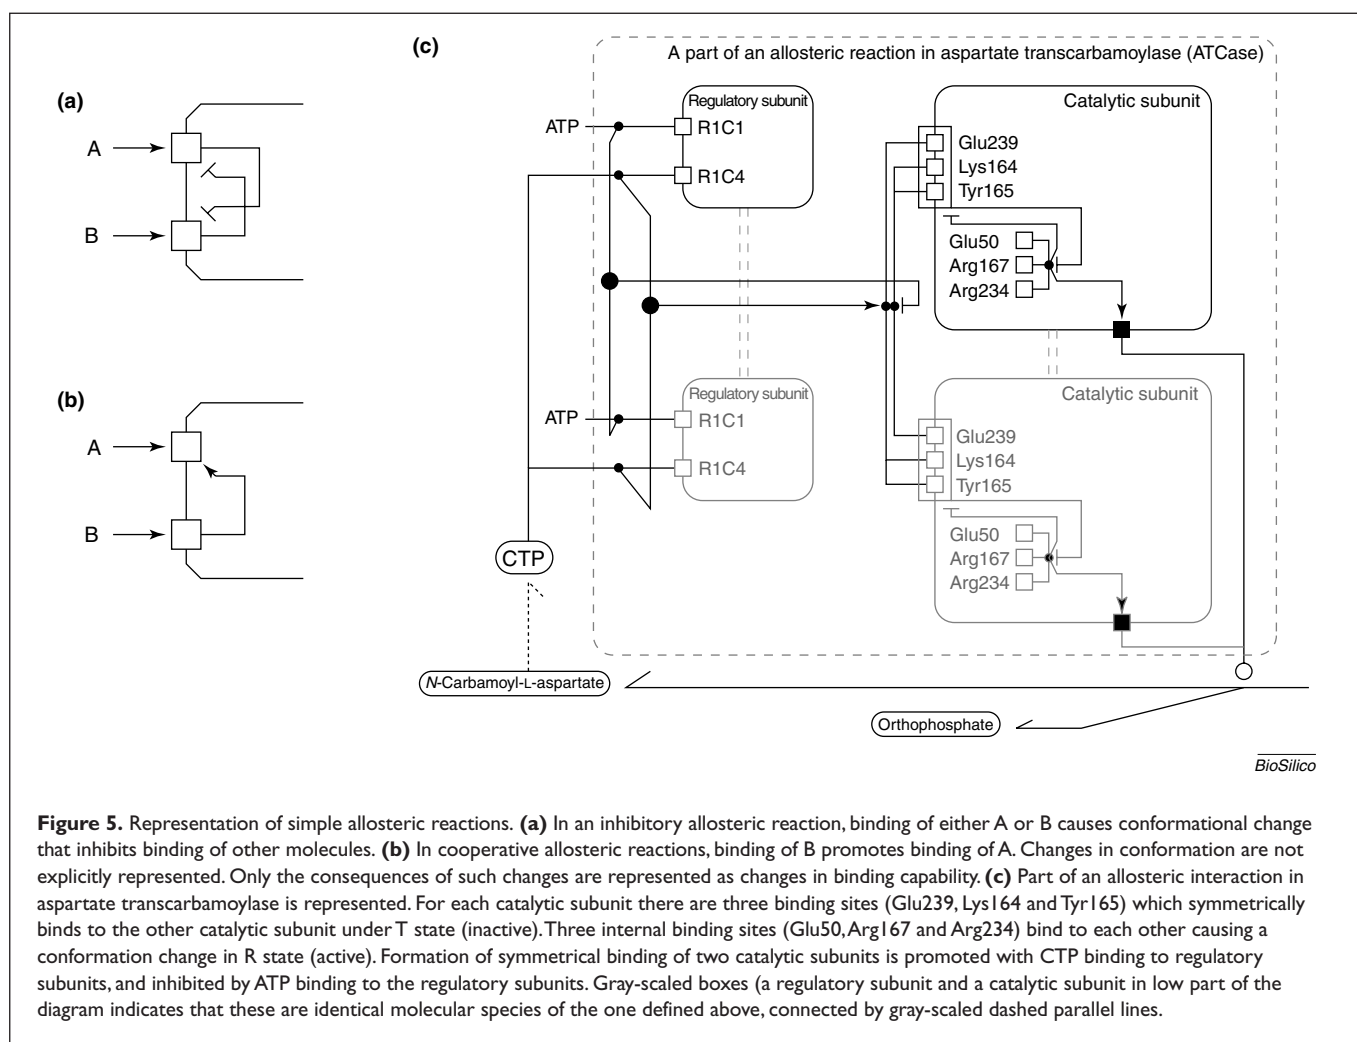 (c)
A part of an allosteric reaction in aspartate transcarbamoylase (ATCase)
(a)
A
B
(b)
A
B
Regulatory subunit
ATP
R1C1
R1C4
Catalytic subunit
Glu239
Lys164
Tyr165
Glu50
Arg167
Arg234
Regulatory subunit
ATP
R1C1
R1C4
Catalytic subunit
Glu239
Lys164
Tyr165
Glu50
Arg167
Arg234
CTP
N-Carbamoyl-L-aspartate
Orthophosphate
BioSilico
Figure 5. Representation of simple allosteric reactions. (a) In an inhibitory allosteric reaction, binding of either A or B causes conformational change
that inhibits binding of other molecules. (b) In cooperative allosteric reactions, binding of B promotes binding of A. Changes in conformation are not
explicitly represented. Only the consequences of such changes are represented as changes in binding capability. (c) Part of an allosteric interaction in
aspartate transcarbamoylase is represented. For each catalytic subunit there are three binding sites (Glu239, Lys164 and Tyr165) which symmetrically
binds to the other catalytic subunit under T state (inactive). Three internal binding sites (Glu50, Arg167 and Arg234) bind to each other causing a
conformation change in R state (active). Formation of symmetrical binding of two catalytic subunits is promoted with CTP binding to regulatory
subunits, and inhibited by ATP binding to the regulatory subunits. Gray-scaled boxes (a regulatory subunit and a catalytic subunit in low part of the
diagram indicates that these are identical molecular species of the one defined above, connected by gray-scaled dashed parallel lines.